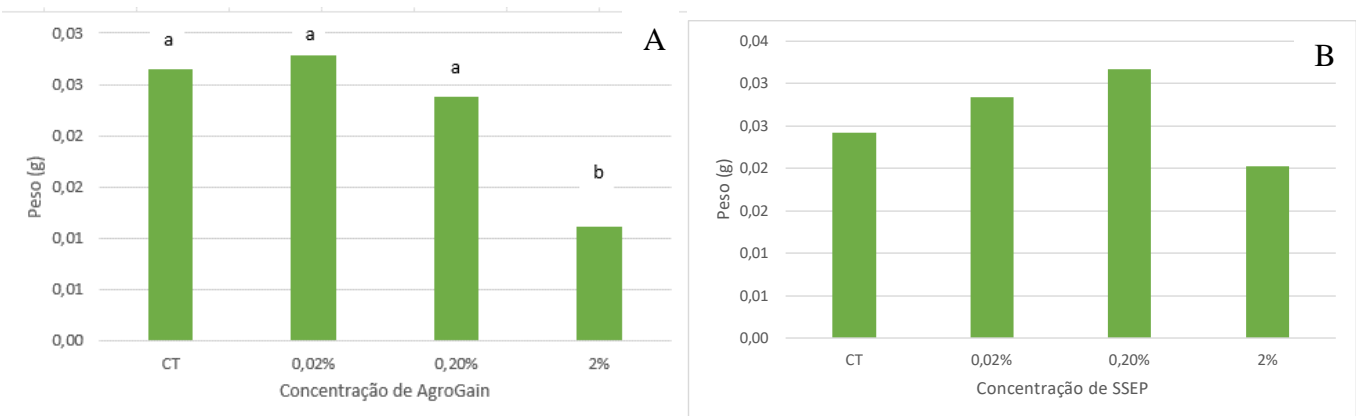 A
Peso (g)
0,03
0,03
0,02
0,02
0,01
0,01
0,00
a
a
a
b
CT 0,02% 0,20% 2%
Concentração de AgroGain
B
Peso (g)
0,04
0,03
0,03
0,02
0,02
0,01
0,01
0,00
CT 0,02% 0,20% 2%
Concentração de SSEP